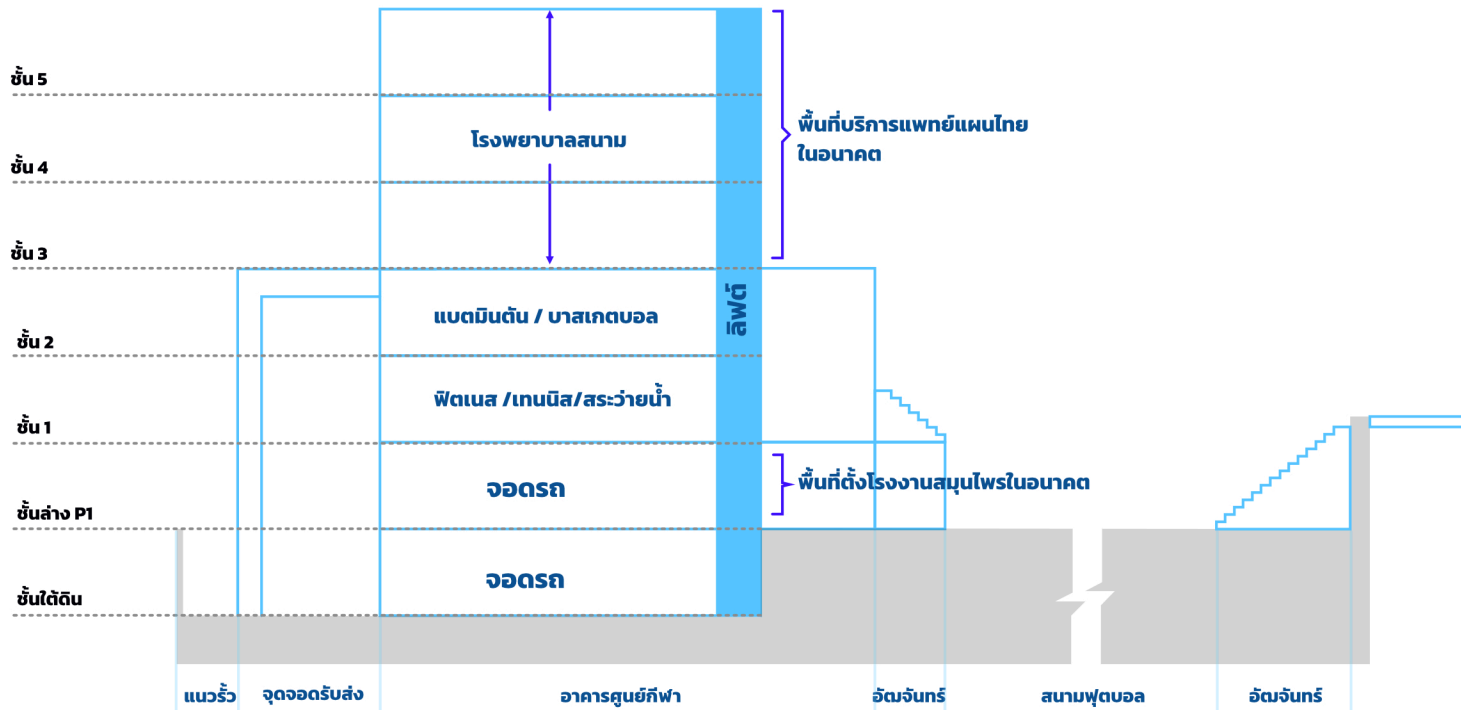 ชั้น 5
โรงพยาบาลสนาม
พื้นที่บริการแพทย์แผนไทย
ในอนาคต
ชั้น 4
ชั้น 3
แบตมินตัน / บาสเกตบอล
ลิฟต์
ชั้น 2
ฟิตเนส /เทนนิส/สระว่ายน้ำ
ชั้น 1
จอดรถ
พื้นที่ตั้งโรงงานสมุนไพรในอนาคต
ชั้นล่าง P1
จอดรถ
ชั้นใต้ดิน
แนวรั้ว
จุดจอดรับส่ง
อาคารศูนย์กีฬา
อัฒจันทร์
สนามฟุตบอล
อัฒจันทร์